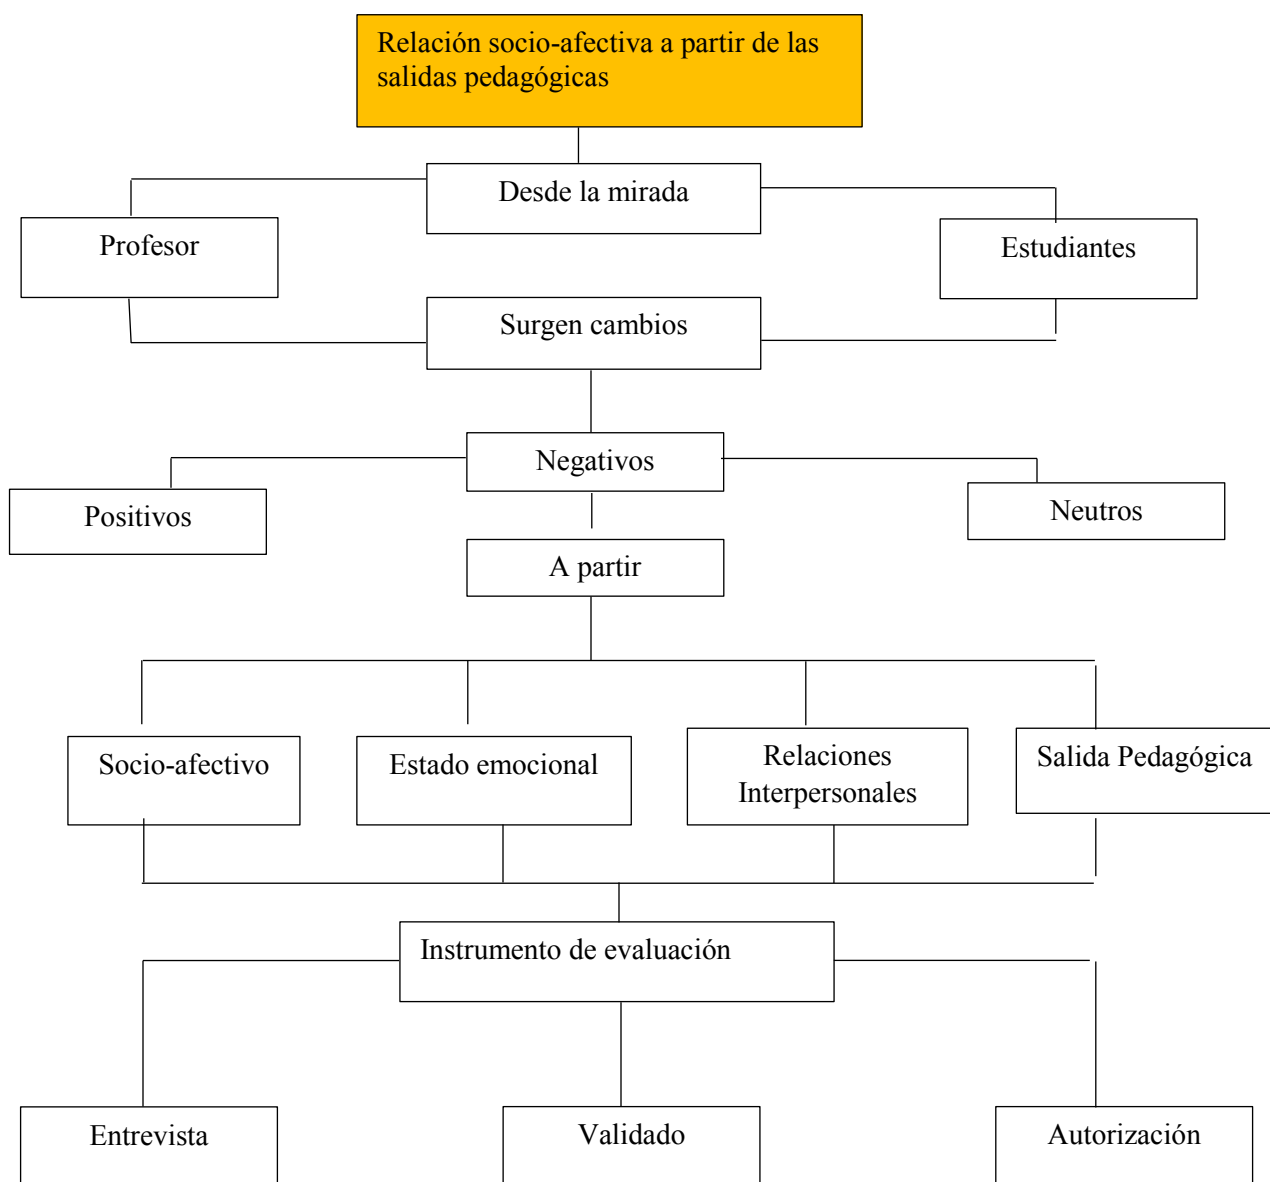 Relación socio-afectiva a partir de las
salidas pedagógicas
Desde la mirada
Profesor
Estudiantes
Surgen cambios
Negativos
Positivos
Neutros
A partir
Socio-afectivo
Estado emocional
Relaciones
Interpersonales
Salida Pedagógica
Instrumento de evaluación
Entrevista
Validado
Autorización